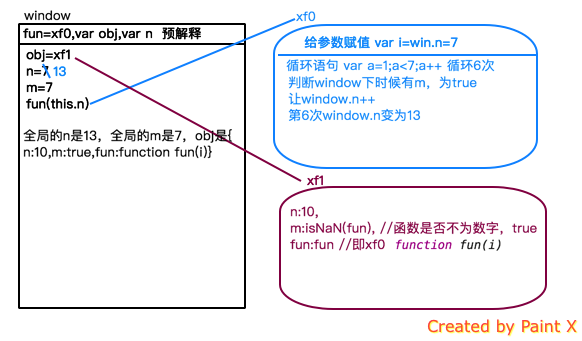 window
fun=xf0,var obj,var n 预解释
obj=xf1
n=7 13
m=7
fun(this.n)
全局的n是13，全局的m是7，obj是{
n:10,m:true,fun:function fun(i)}
xf0
给参数赋值 var i=win.n=7
循环语句 var a=1;a<7;a++ 循环6次
判断window下时候有m，为true
让window.n++
第6次window.n变为13
xf1
n:10,
m:isNaN(fun), //函数是否不为数字，true
fun:fun //即xf0 function fun(i)
Created by Paint X